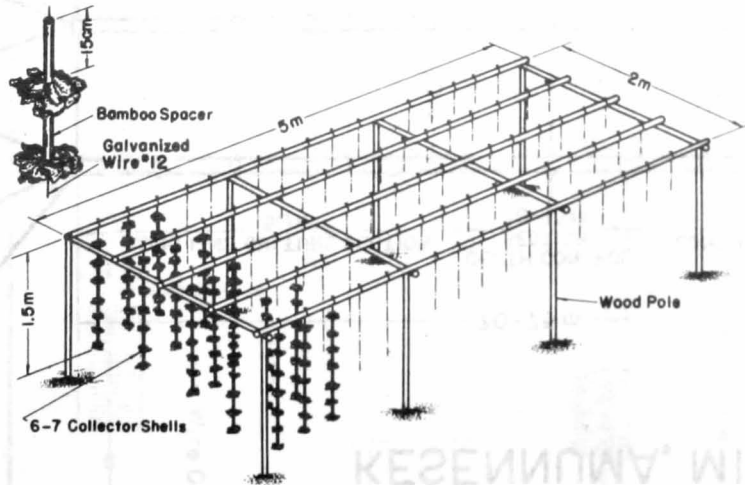 15cm
Bamboo Spacer
Galvanized
Wire #12
5m
2m
1.5m
Wood Pole
6-7 Collector Shells
KESENNUMA, MI